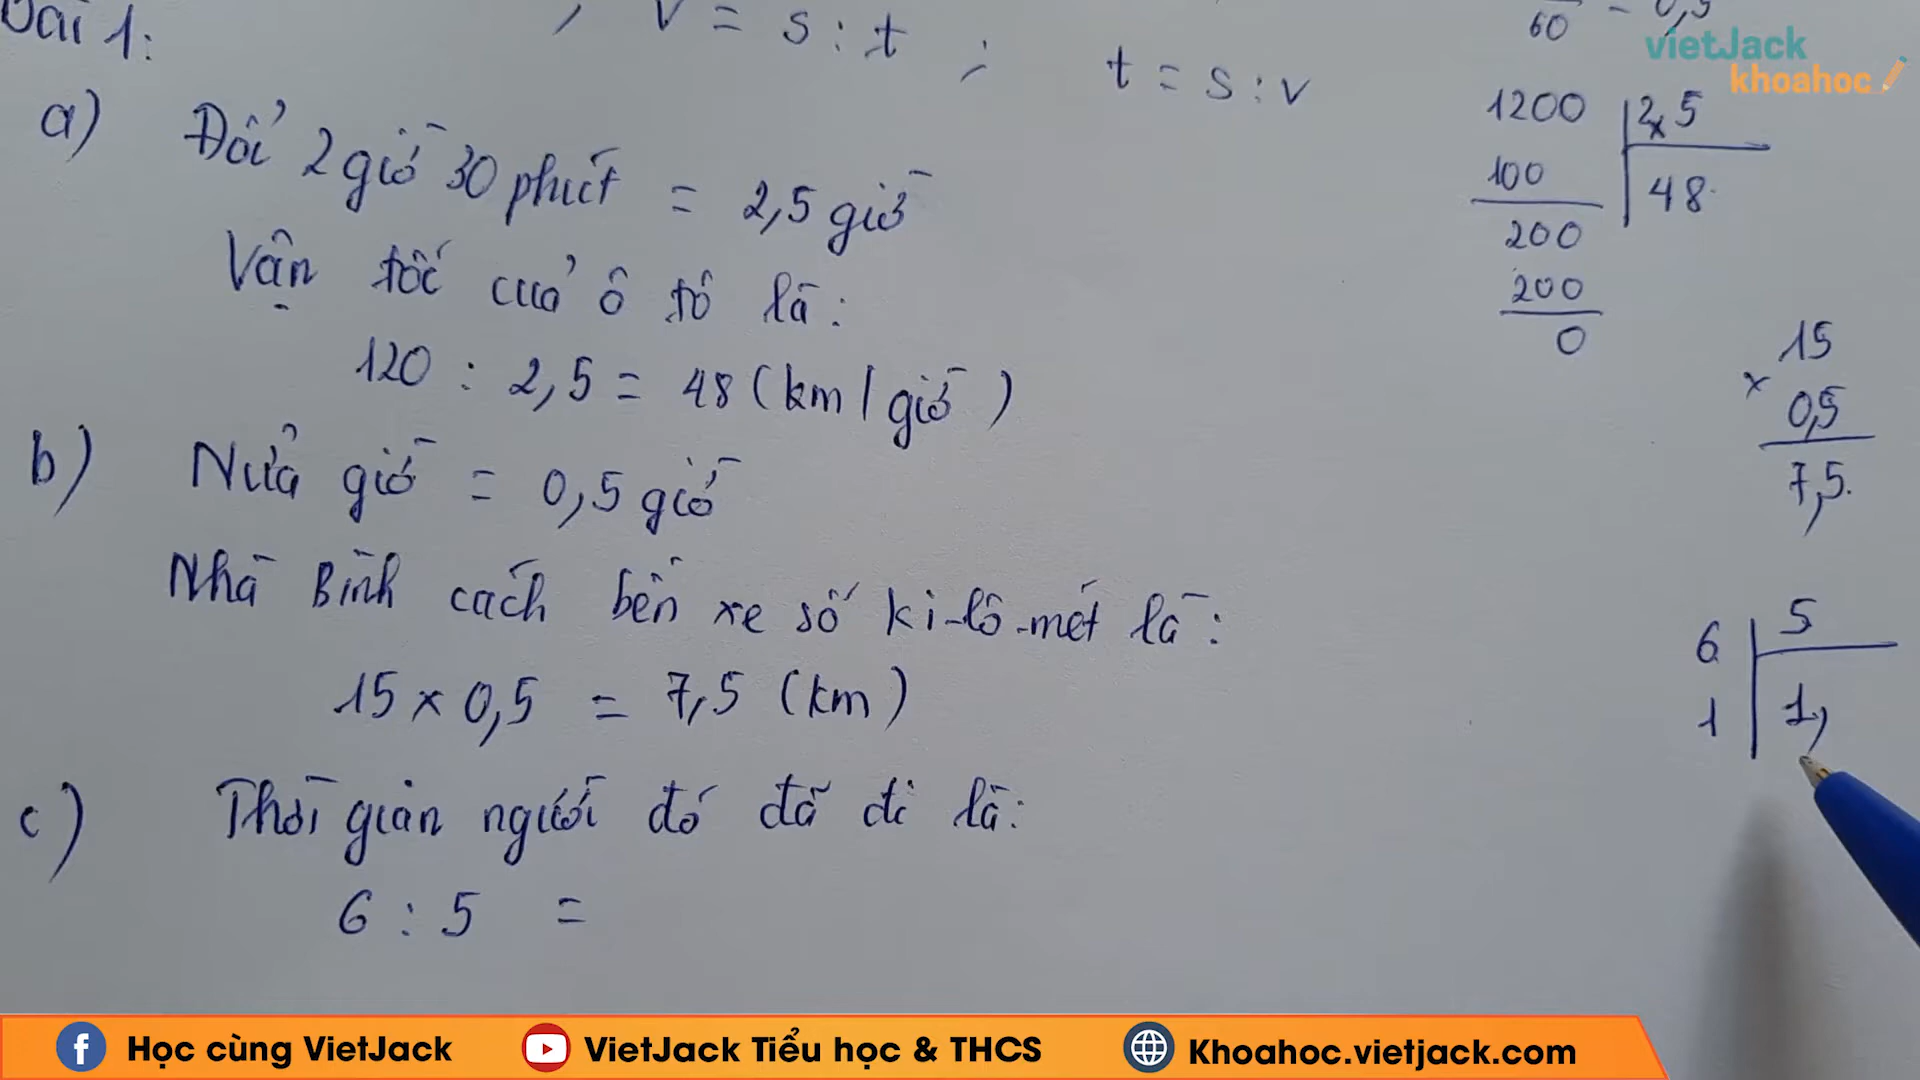 Bài 1:
; v = s : t ; t = s : v
a) Đổi 2 giờ 30 phút = 2,5 giờ
Vận tốc của ô tô là:
120 : 2,5 = 48 (km/giờ)
b) Nửa giờ = 0,5 giờ
Nhà Bình cách bến xe số ki-lô-mét là:
15 x 0,5 = 7,5 (km)
c) Thời gian người đó đã đi là:
6 : 5 =
60 = 0,5
1200 2,5
100 48
200
200
0
15
x 0,5
7,5
6 5
1 1,
vietJack
khoahoc
Học cùng VietJack
VietJack Tiểu học & THCS
Khoahoc.vietjack.com